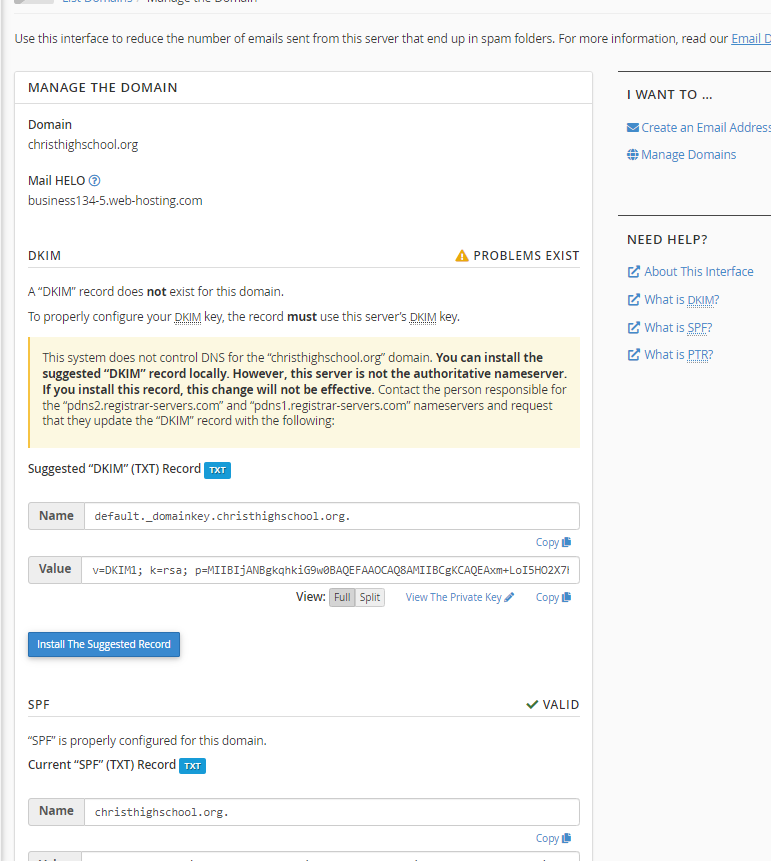 List Domains / Manage the Domain
Use this interface to reduce the number of emails sent from this server that end up in spam folders. For more information, read our Email D
MANAGE THE DOMAIN
Domain
christhighschool.org
Mail HELO
business134-5.web-hosting.com
DKIM
PROBLEMS EXIST
A “DKIM” record does not exist for this domain.
To properly configure your DKIM key, the record must use this server's DKIM key.
This system does not control DNS for the “christhighschool.org” domain. You can install the
suggested “DKIM” record locally. However, this server is not the authoritative nameserver.
If you install this record, this change will not be effective. Contact the person responsible for
the “pdns2.registrar-servers.com” and “pdns1.registrar-servers.com” nameservers and request
that they update the “DKIM” record with the following:
Suggested “DKIM” (TXT) Record TXT
Name default._domainkey.christhighschool.org.
Copy
Value v=DKIM1; k=rsa; p=MIIBIjANBgkqhkiG9w0BAQEFAAOCAQ8AMIIBCgKCAQEAxm+LoI5HO2X7
View: Full Split View The Private Key Copy
Install The Suggested Record
SPF
VALID
“SPF” is properly configured for this domain.
Current “SPF” (TXT) Record TXT
Name christhighschool.org.
Copy
I WANT TO ...
Create an Email Address
Manage Domains
NEED HELP?
About This Interface
What is DKIM?
What is SPF?
What is PTR?